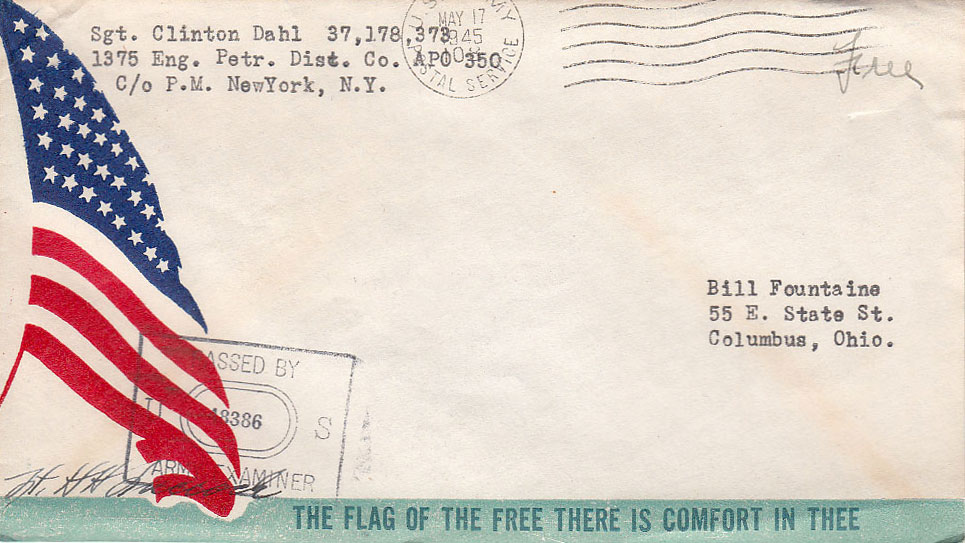 Sgt. Clinton Dahl 37,178,373
1375 Eng. Petr. Dist. Co. APO 350
C/o P.M. NewYork, N.Y.
MAY 17
1945
POSTAL SERVICE
Free
Bill Fountaine
55 E. State St.
Columbus, Ohio.
PASSED BY
48386
S
ARMY EXAMINER
THE FLAG OF THE FREE THERE IS COMFORT IN THEE